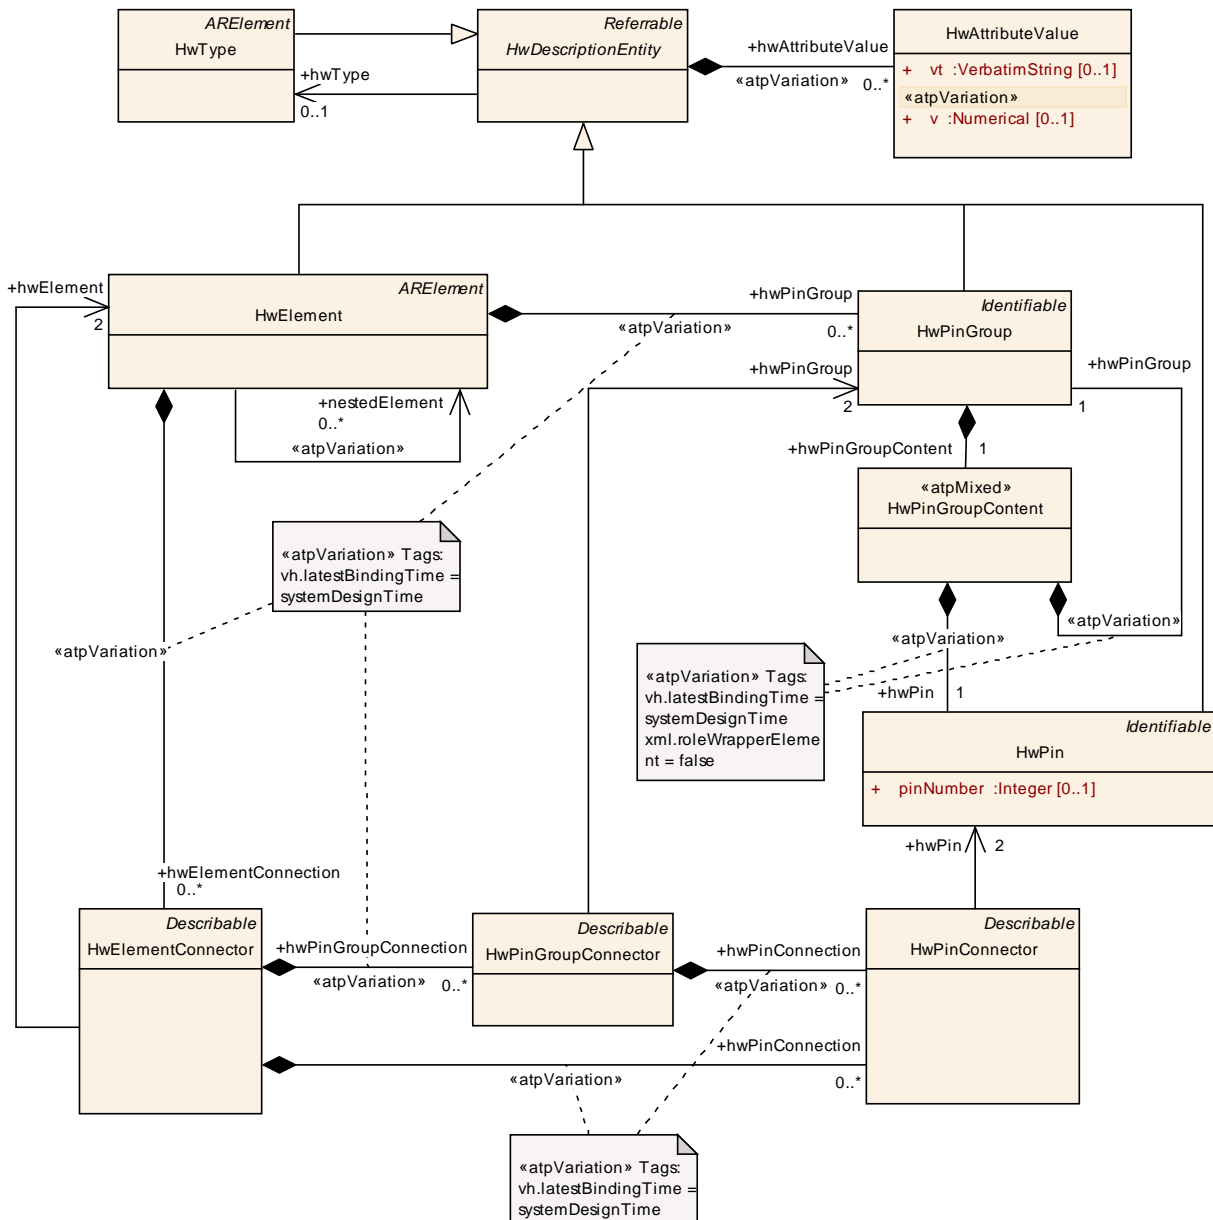 ARElement
HwType
Referrable
HwDescriptionEntity
+hwType
0..1
+hwAttributeValue
«atpVariation»
0..*
HwAttributeValue
+ vt :VerbatimString [0..1]
«atpVariation»
+ v :Numerical [0..1]
+hwElement
2
ARElement
HwElement
+hwPinGroup
«atpVariation»
0..*
Identifiable
HwPinGroup
+hwPinGroup
2
+hwPinGroup
1
+nestedElement
0..*
«atpVariation»
+hwPinGroupContent
1
«atpMixed»
HwPinGroupContent
«atpVariation» Tags:
vh.latestBindingTime =
systemDesignTime
«atpVariation»
«atpVariation»
«atpVariation»
«atpVariation» Tags:
vh.latestBindingTime =
systemDesignTime
xml.roleWrapperEleme
nt = false
+hwPin
1
Identifiable
HwPin
+ pinNumber :Integer [0..1]
+hwPin
2
+hwElementConnection
0..*
Describable
HwElementConnector
+hwPinGroupConnection
«atpVariation»
0..*
Describable
HwPinGroupConnector
+hwPinConnection
«atpVariation»
0..*
Describable
HwPinConnector
+hwPinConnection
«atpVariation»
0..*
«atpVariation» Tags:
vh.latestBindingTime =
systemDesignTime